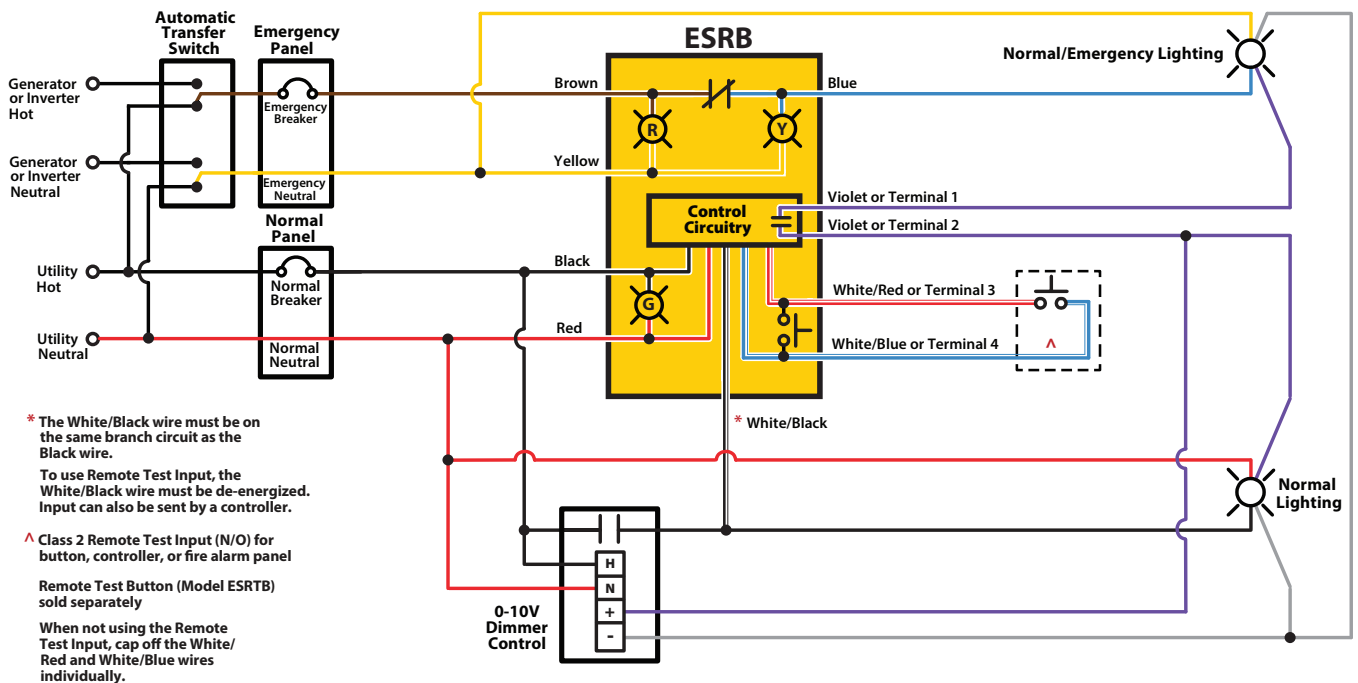 Automatic
Transfer
Switch
Emergency
Panel
ESRB
Normal/Emergency Lighting
Generator
or Inverter
Hot
Emergency
Breaker
Brown
Blue
R
Y
Generator
or Inverter
Neutral
Yellow
Emergency
Neutral
Violet or Terminal 1
Control
Circuitry
Violet or Terminal 2
Normal
Panel
Utility
Hot
Normal
Breaker
Black
G
White/Red or Terminal 3
Red
Utility
Neutral
Normal
Neutral
White/Blue or Terminal 4
^
* White/Black
* The White/Black wire must be on
the same branch circuit as the
Black wire.
To use Remote Test Input, the
White/Black wire must be de-energized.
Input can also be sent by a controller.
^ Class 2 Remote Test Input (N/O) for
button, controller, or fire alarm panel
Remote Test Button (Model ESRTB)
sold separately
When not using the Remote
Test Input, cap off the White/
Red and White/Blue wires
individually.
Normal
Lighting
H
N
+
-
0-10V
Dimmer
Control